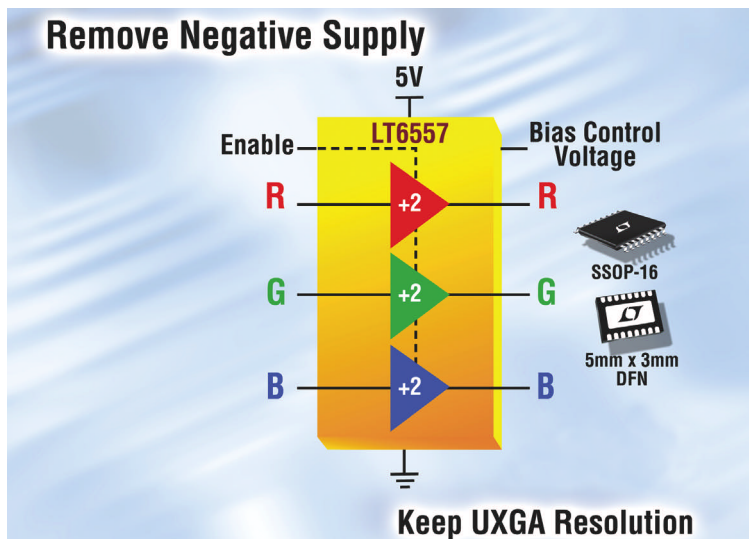 Remove Negative Supply
5V
LT6557
Enable
Bias Control
Voltage
R
+2
R
G
+2
G
B
+2
B
SSOP-16
5mm x 3mm
DFN
Keep UXGA Resolution